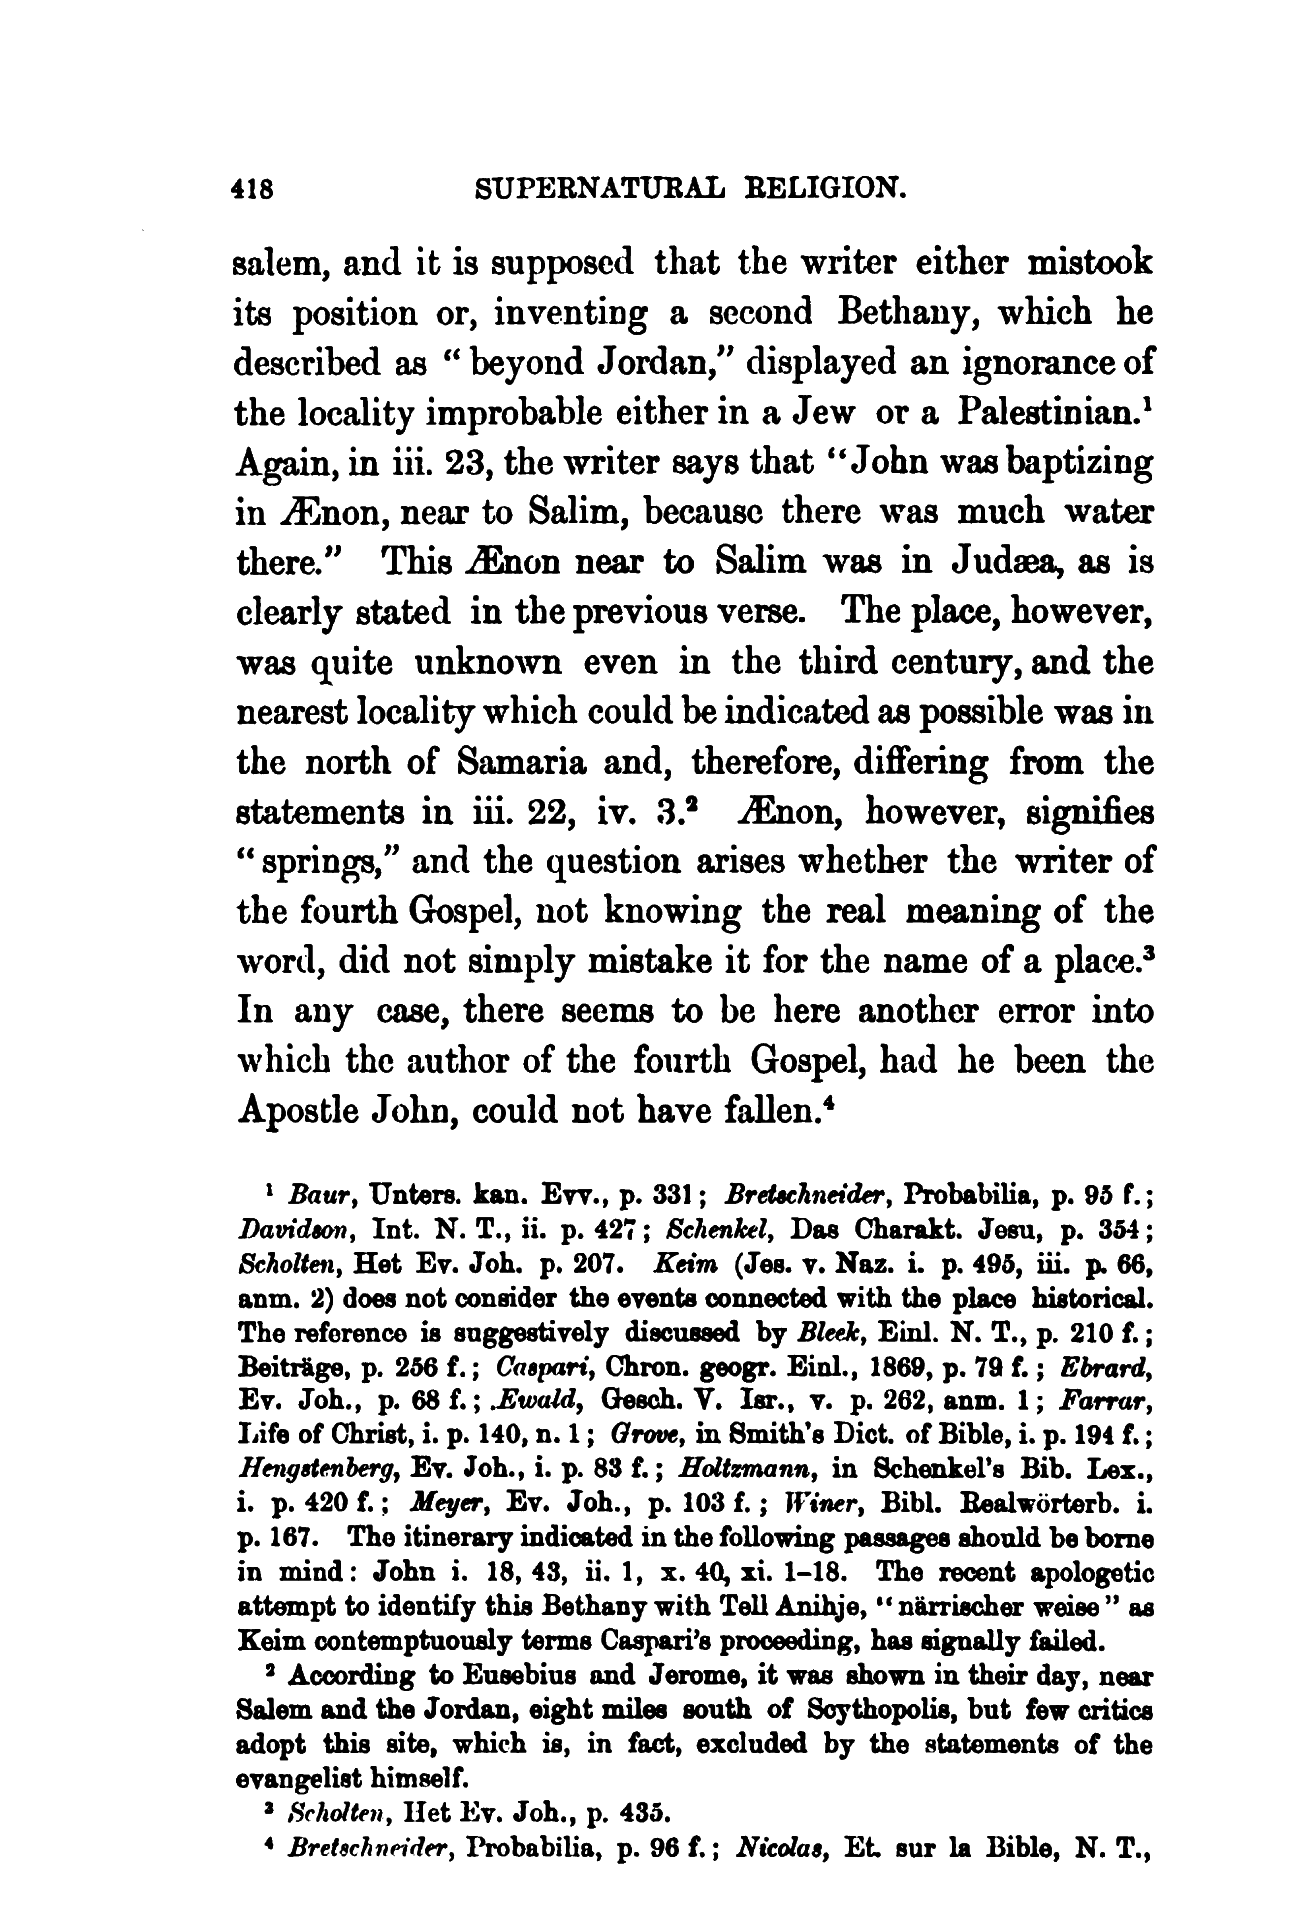 418 SUPERNATURAL RELIGION.
salem, and it is supposed that the writer either mistook
its position or, inventing a second Bethany, which he
described as “beyond Jordan,” displayed an ignorance of
the locality improbable either in a Jew or a Palestinian.¹
Again, in iii. 23, the writer says that “John was baptizing
in Ænon, near to Salim, because there was much water
there.” This Ænon near to Salim was in Judæa, as is
clearly stated in the previous verse. The place, however,
was quite unknown even in the third century, and the
nearest locality which could be indicated as possible was in
the north of Samaria and, therefore, differing from the
statements in iii. 22, iv. 3.² Ænon, however, signifies
“springs,” and the question arises whether the writer of
the fourth Gospel, not knowing the real meaning of the
word, did not simply mistake it for the name of a place.³
In any case, there seems to be here another error into
which the author of the fourth Gospel, had he been the
Apostle John, could not have fallen.⁴
¹ Baur, Unters. kan. Evv., p. 331; Bretschneider, Probabilia, p. 95 f.;
Davidson, Int. N. T., ii. p. 427; Schenkel, Das Charakt. Jesu, p. 354;
Scholten, Het Ev. Joh. p. 207. Keim (Jes. v. Naz. i. p. 495, iii. p. 66,
anm. 2) does not consider the events connected with the place historical.
The reference is suggestively discussed by Bleek, Einl. N. T., p. 210 f.;
Beiträge, p. 256 f.; Caspari, Chron. geogr. Einl., 1869, p. 79 f.; Ebrard,
Ev. Joh., p. 68 f.; Ewald, Gesch. V. Isr., v. p. 262, anm. 1; Farrar,
Life of Christ, i. p. 140, n. 1; Grove, in Smith's Dict. of Bible, i. p. 194 f.;
Hengstenberg, Ev. Joh., i. p. 83 f.; Holtzmann, in Schenkel's Bib. Lex.,
i. p. 420 f.; Meyer, Ev. Joh., p. 103 f.; Winer, Bibl. Realwörterb. i.
p. 167. The itinerary indicated in the following passages should be borne
in mind: John i. 18, 43, ii. 1, x. 40, xi. 1–18. The recent apologetic
attempt to identify this Bethany with Tell Anihje, “närrischer weise” as
Keim contemptuously terms Caspari's proceeding, has signally failed.
² According to Eusebius and Jerome, it was shown in their day, near
Salem and the Jordan, eight miles south of Scythopolis, but few critics
adopt this site, which is, in fact, excluded by the statements of the
evangelist himself.
³ Scholten, Het Ev. Joh., p. 435.
⁴ Bretschneider, Probabilia, p. 96 f.; Nicolas, Et. sur la Bible, N. T.,